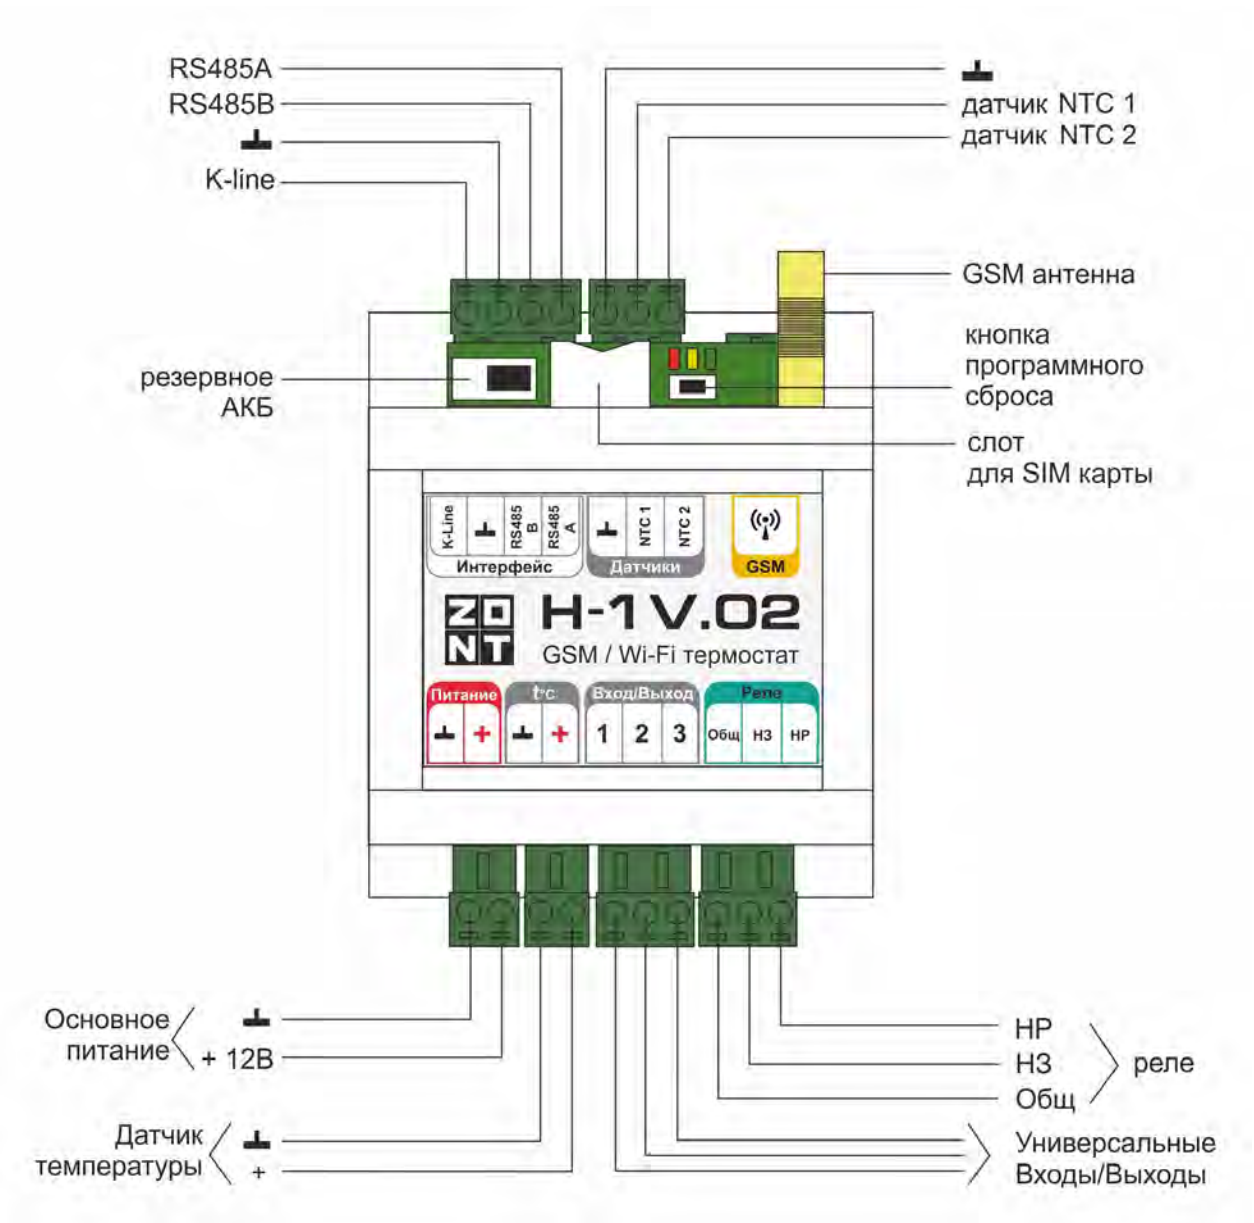 RS485A
RS485B
K-line
датчик NTC 1
датчик NTC 2
GSM антенна
кнопка
программного
сброса
слот
для SIM карты
резервное
АКБ
K-Line
RS485
B
RS485
A
Интерфейс
NTC 1
NTC 2
Датчики
GSM
ZONT
H-1V.02
GSM / Wi-Fi термостат
Питание
+
t°C
+
Вход/Выход
1 2 3
Реле
Общ НЗ НР
Основное
питание
+ 12В
Датчик
температуры
+
НР
НЗ
Общ
реле
Универсальные
Входы/Выходы